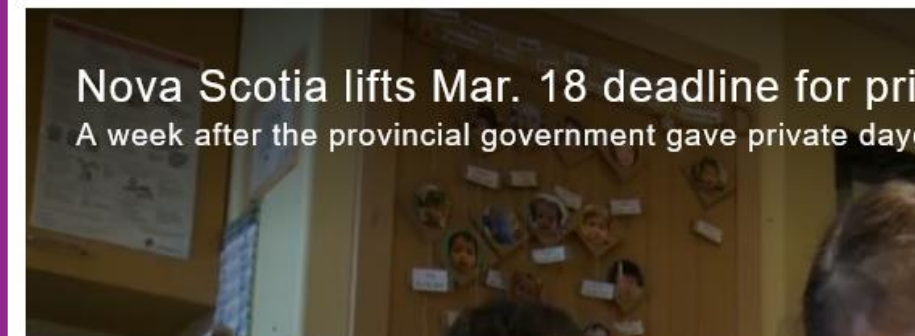 Nova Scotia lifts Mar. 18 deadline for pri
A week after the provincial government gave private day